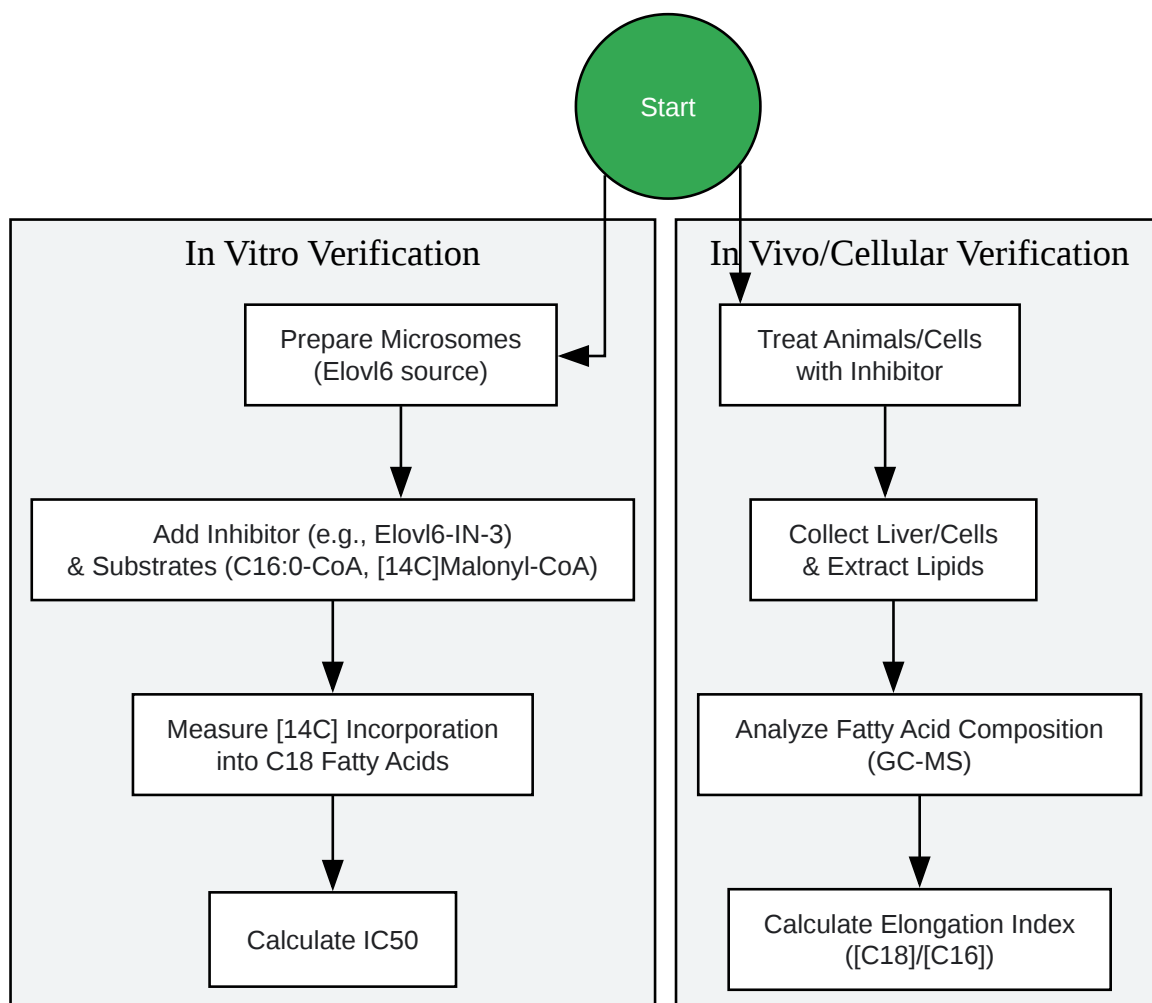 Start
In Vitro Verification
Prepare Microsomes
(Elovl6 source)
Add Inhibitor (e.g., Elovl6-IN-3)
& Substrates (C16:0-CoA, [14C]Malonyl-CoA)
Measure [14C] Incorporation
into C18 Fatty Acids
Calculate IC50
In Vivo/Cellular Verification
Treat Animals/Cells
with Inhibitor
Collect Liver/Cells
& Extract Lipids
Analyze Fatty Acid Composition
(GC-MS)
Calculate Elongation Index
([C18]/[C16])